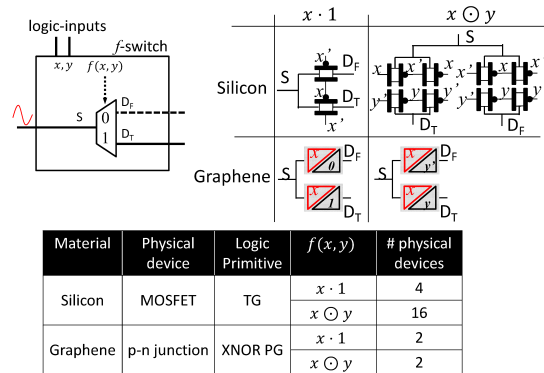 logic-inputs
f-switch
x, y
f(x, y)
S
0
1
D_F
D_T
x · 1
x ⊙ y
Silicon
S
x'
D_F
x
x
D_T
x'
S
x x' x' x
y' y y y'
D_T
x' x x x'
y' y y y'
D_F
Graphene
S
x 0 D_F
x 1 D_T
S
x y' D_F
x y D_T
Material Physical device Logic Primitive f(x, y) # physical devices
Silicon MOSFET TG x · 1 4
x ⊙ y 16
Graphene p-n junction XNOR PG x · 1 2
x ⊙ y 2